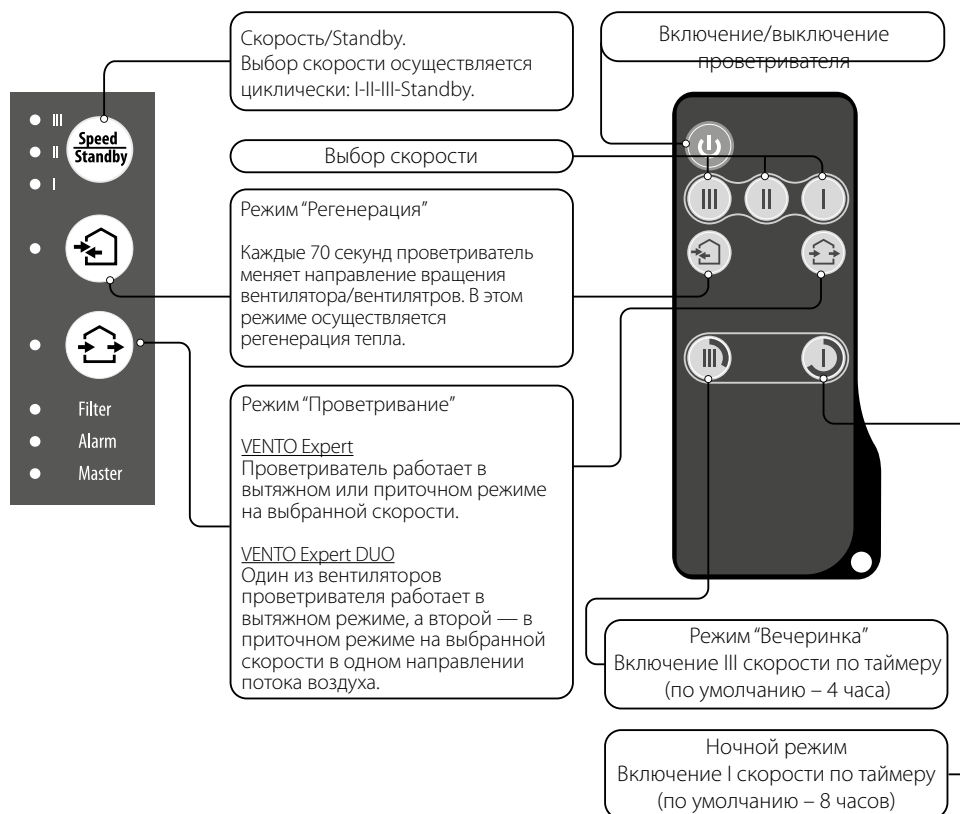 Скорость/Standby.
Выбор скорости осуществляется
циклически: I-II-III-Standby.
Включение/выключение
проветривателя
III
II
I
Speed
Standby
Выбор скорости
III
II
I
Режим “Регенерация”
Каждые 70 секунд проветриватель
меняет направление вращения
вентилятора/вентилятров. В этом
режиме осуществляется
регенерация тепла.
III
I
Режим “Проветривание”
VENTO Expert
Проветриватель работает в
вытяжном или приточном режиме
на выбранной скорости.
VENTO Expert DUO
Один из вентиляторов
проветривателя работает в
вытяжном режиме, а второй — в
приточном режиме на выбранной
скорости в одном направлении
потока воздуха.
Filter
Alarm
Master
Режим “Вечеринка”
Включение III скорости по таймеру
(по умолчанию – 4 часа)
Ночной режим
Включение I скорости по таймеру
(по умолчанию – 8 часов)